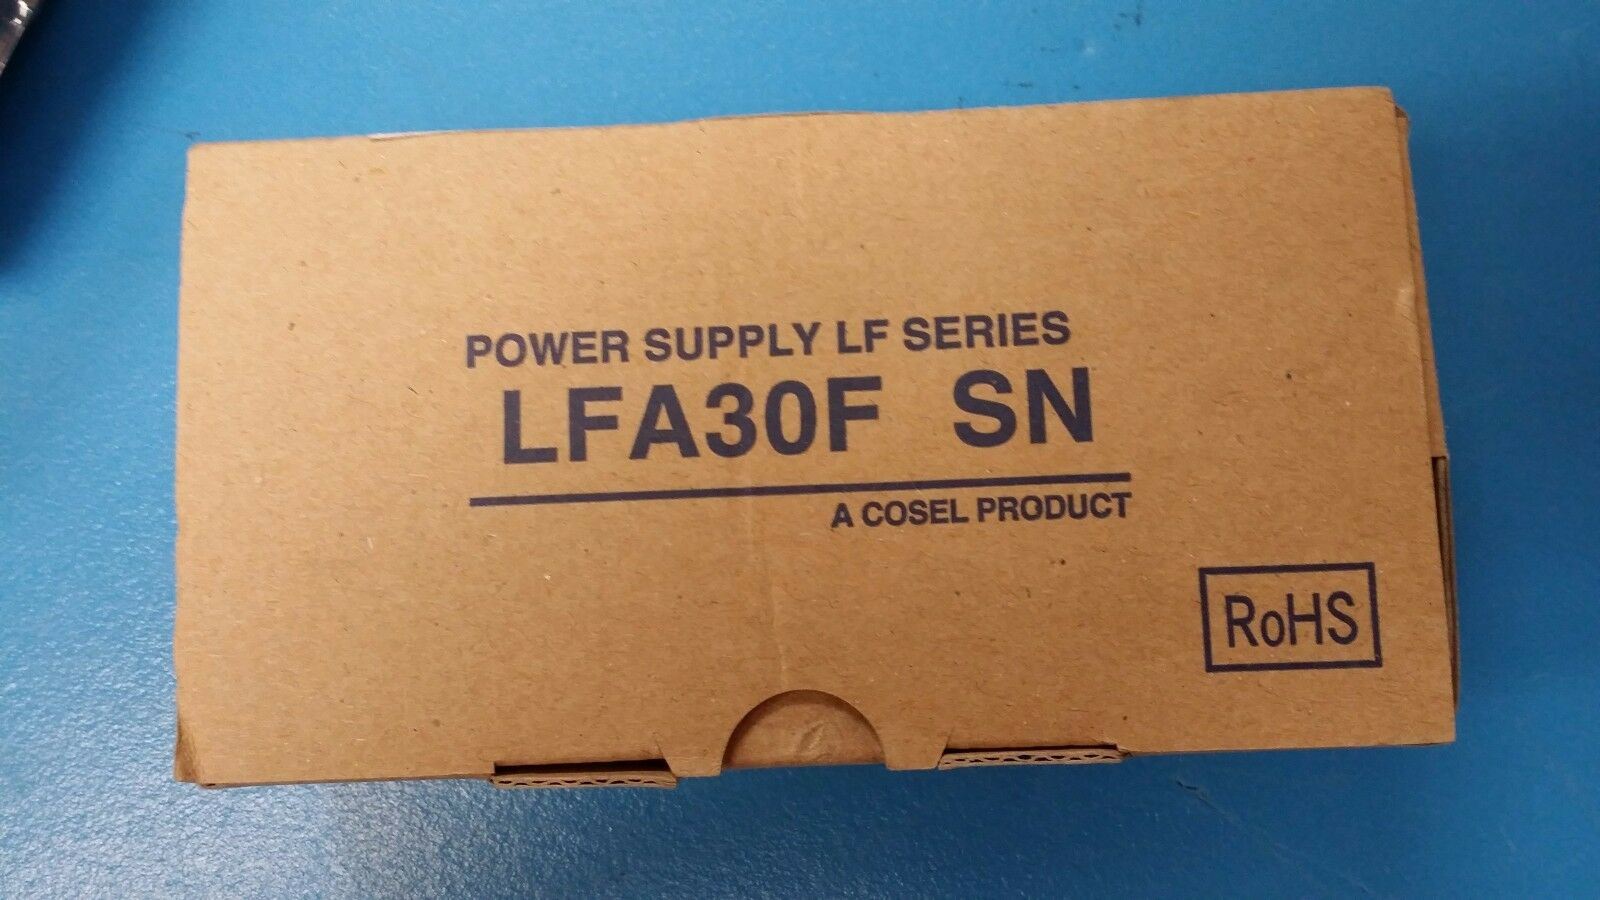 POWER SUPPLY LF SERIES
LFA30F SN
A COSEL PRODUCT
RoHS